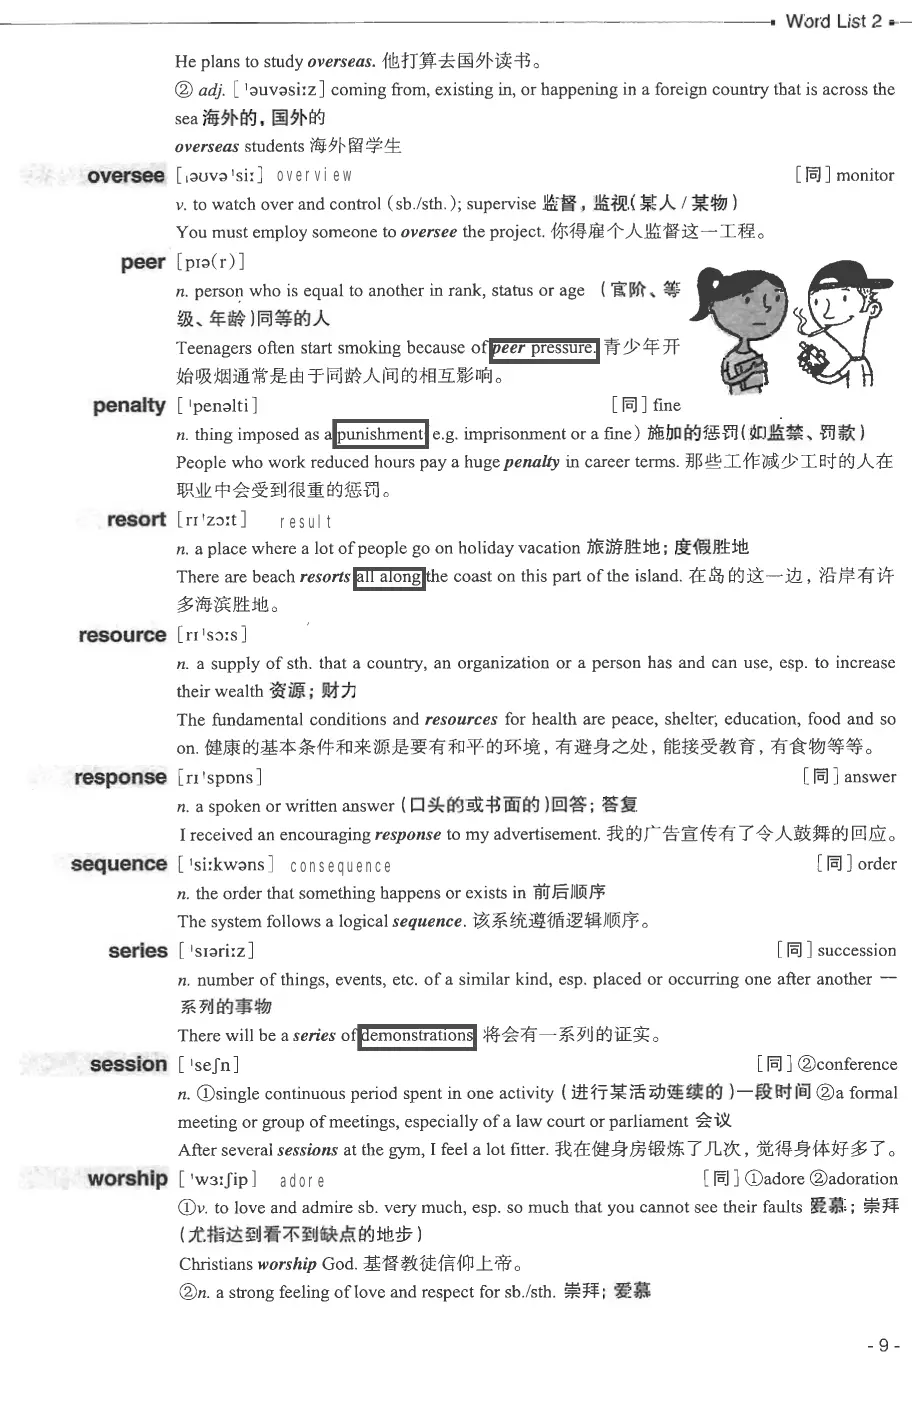 Word List 2
He plans to study overseas. 他打算去国外读书。
② adj. [ˈəuvəsiːz] coming from, existing in, or happening in a foreign country that is across the
sea 海外的, 国外的
overseas students 海外留学生
oversee [ˌəuvəˈsiː] overview [同] monitor
v. to watch over and control (sb./sth.); supervise 监督, 监视(某人 / 某物)
You must employ someone to oversee the project. 你得雇个人监督这一工程。
peer [pɪə(r)]
n. person who is equal to another in rank, status or age (官阶、等
级、年龄)同等的人
Teenagers often start smoking because of peer pressure. 青少年开
始吸烟通常是由于同龄人间的相互影响。
penalty [ˈpenəlti] [同] fine
n. thing imposed as a punishment e.g. imprisonment or a fine) 施加的惩罚(如监禁、罚款)
People who work reduced hours pay a huge penalty in career terms. 那些工作减少工时的人在
职业中会受到很重的惩罚。
resort [rɪˈzɔːt] result
n. a place where a lot of people go on holiday vacation 旅游胜地; 度假胜地
There are beach resorts all along the coast on this part of the island. 在岛的这一边, 沿岸有许
多海滨胜地。
resource [rɪˈsɔːs]
n. a supply of sth. that a country, an organization or a person has and can use, esp. to increase
their wealth 资源; 财力
The fundamental conditions and resources for health are peace, shelter, education, food and so
on. 健康的基本条件和来源是要有和平的环境, 有避身之处, 能接受教育, 有食物等等。
response [rɪˈspɒns] [同] answer
n. a spoken or written answer (口头的或书面的)回答; 答复
I received an encouraging response to my advertisement. 我的广告宣传有了令人鼓舞的回应。
sequence [ˈsiːkwəns] consequence [同] order
n. the order that something happens or exists in 前后顺序
The system follows a logical sequence. 该系统遵循逻辑顺序。
series [ˈsɪəriːz] [同] succession
n. number of things, events, etc. of a similar kind, esp. placed or occurring one after another 一
系列的事物
There will be a series of demonstrations 将会有一系列的证实。
session [ˈseʃn] [同] ②conference
n. ①single continuous period spent in one activity (进行某活动连续的)一段时间 ②a formal
meeting or group of meetings, especially of a law court or parliament 会议
After several sessions at the gym, I feel a lot fitter. 我在健身房锻炼了几次, 觉得身体好多了。
worship [ˈwɜːʃip] adore [同] ①adore ②adoration
①v. to love and admire sb. very much, esp. so much that you cannot see their faults 爱慕; 崇拜
(尤指达到看不到缺点的地步)
Christians worship God. 基督教徒信仰上帝。
②n. a strong feeling of love and respect for sb./sth. 崇拜; 爱慕
- 9 -